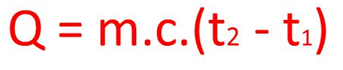 Q = m.c.(t₂ - t₁)